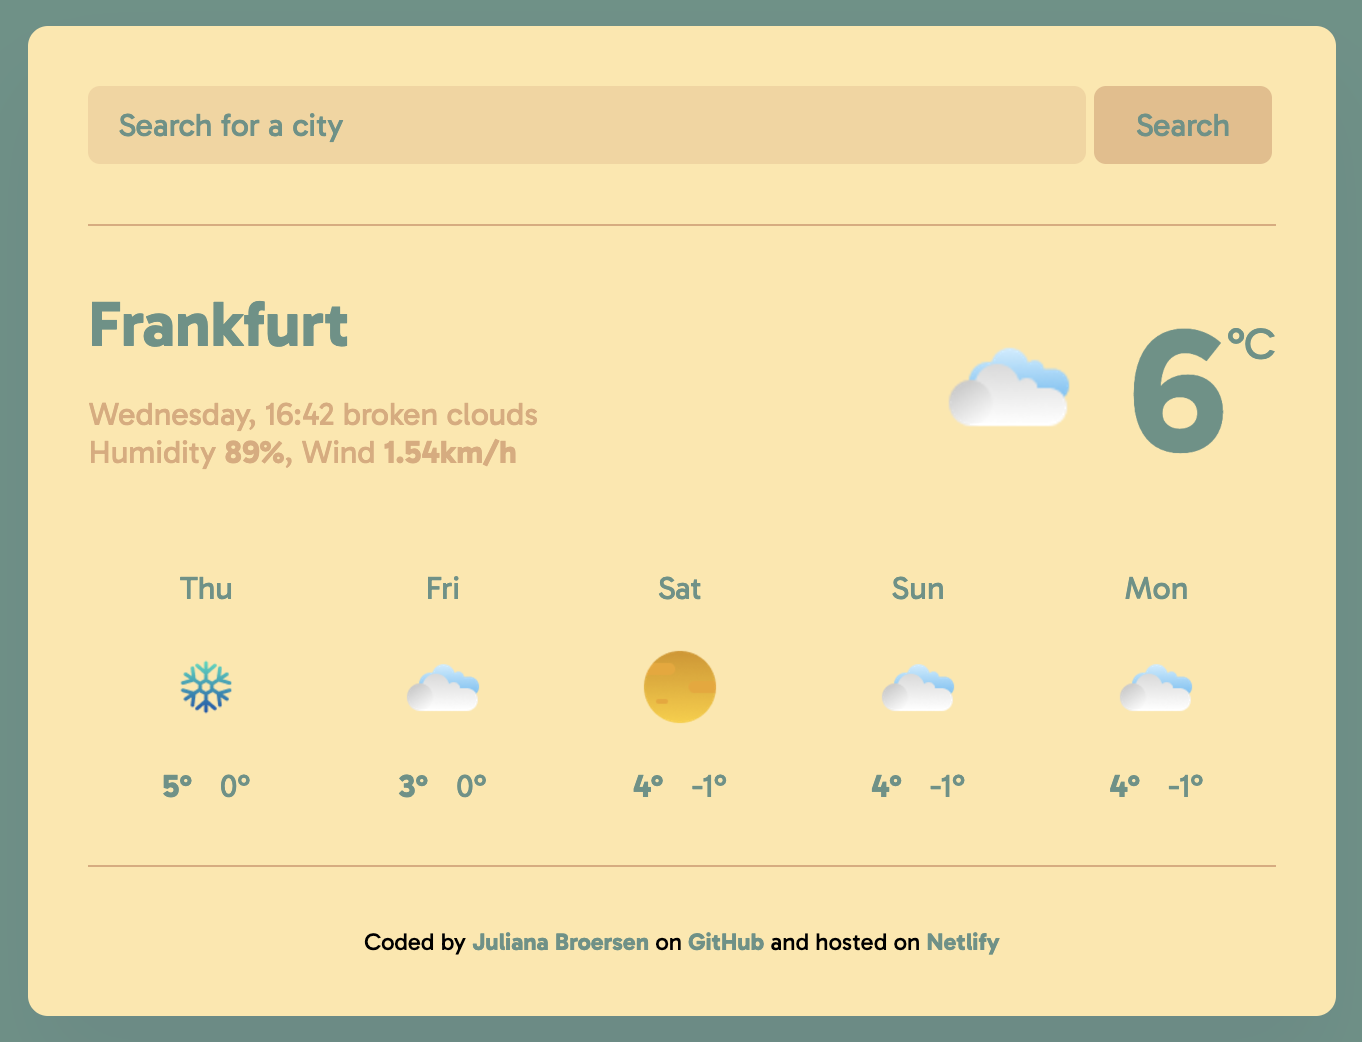 Search for a city
Search
Frankfurt
6°C
Wednesday, 16:42 broken clouds
Humidity 89%, Wind 1.54km/h
Thu Fri Sat Sun Mon
5° 0° 3° 0° 4° -1° 4° -1° 4° -1°
Coded by Juliana Broersen on GitHub and hosted on Netlify